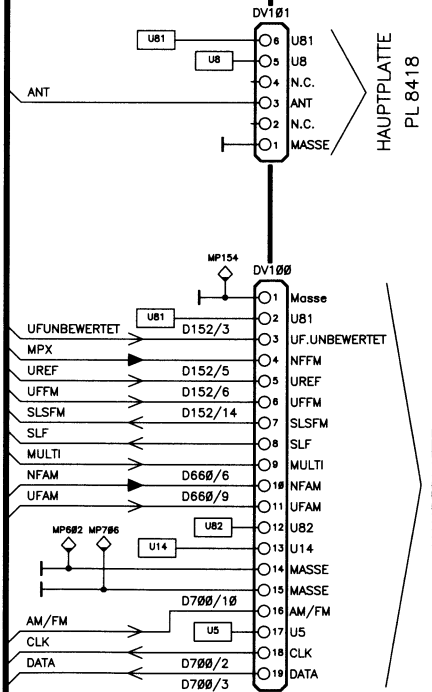 DV101
U81 6 U81
U8 5 U8
4 N.C.
ANT 3 ANT
2 N.C.
1 MASSE
HAUPTPLATTE
PL 8418
MP154
DV100
1 Masse
U81 2 U81
UFUNBEWERTET D152/3 3 UF.UNBEWERTET
MPX 4 NFFM
UREF D152/5 5 UREF
UFFM D152/6 6 UFFM
SLSFM D152/14 7 SLSFM
SLF 8 SLF
MULTI 9 MULTI
NFAM D660/6 10 NFAM
UFAM D660/9 11 UFAM
U82 12 U82
MP602 MP706 U14 13 U14
14 MASSE
15 MASSE
D700/10 16 AM/FM
AM/FM U5 17 U5
CLK 18 CLK
DATA D700/2 19 DATA
D700/3